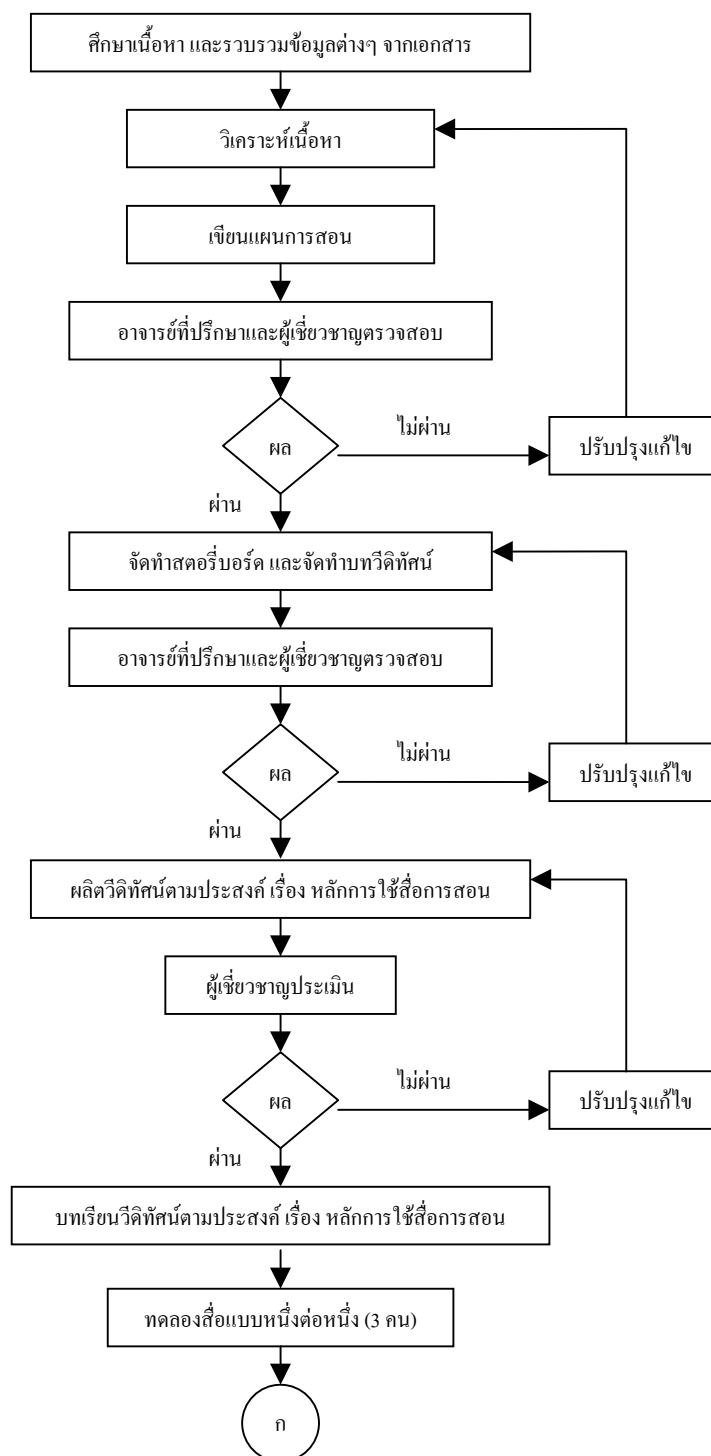 ศึกษาเนื้อหา และรวบรวมข้อมูลต่างๆ จากเอกสาร
วิเคราะห์เนื้อหา
เขียนแผนการสอน
อาจารย์ที่ปรึกษาและผู้เชี่ยวชาญตรวจสอบ
ผล
ไม่ผ่าน
ปรับปรุงแก้ไข
ผ่าน
จัดทำสตอรี่บอร์ด และจัดทำบทวีดิทัศน์
อาจารย์ที่ปรึกษาและผู้เชี่ยวชาญตรวจสอบ
ผล
ไม่ผ่าน
ปรับปรุงแก้ไข
ผ่าน
ผลิตวีดิทัศน์ตามประสงค์ เรื่อง หลักการใช้สื่อการสอน
ผู้เชี่ยวชาญประเมิน
ผล
ไม่ผ่าน
ปรับปรุงแก้ไข
ผ่าน
บทเรียนวีดิทัศน์ตามประสงค์ เรื่อง หลักการใช้สื่อการสอน
ทดลองสื่อแบบหนึ่งต่อหนึ่ง (3 คน)
ก